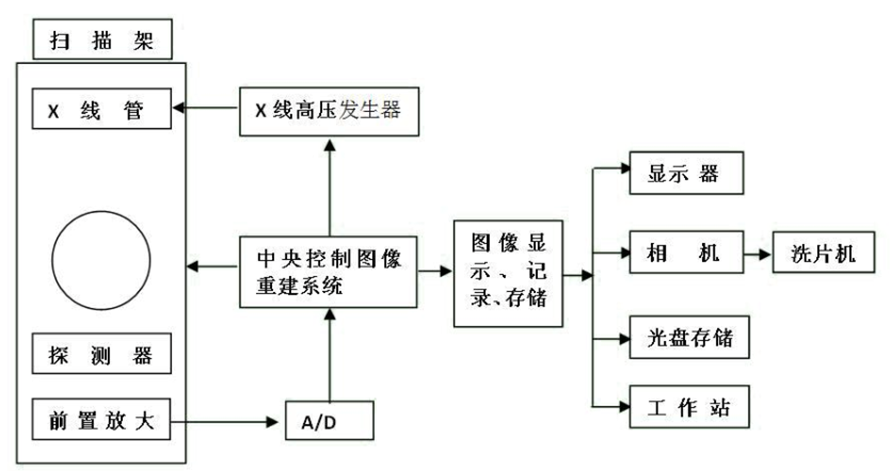 扫描架
X线管
X线高压发生器
显示器
图像显
示、记
录、存储
中央控制图像
重建系统
相机
洗片机
探测器
光盘存储
前置放大
A/D
工作站